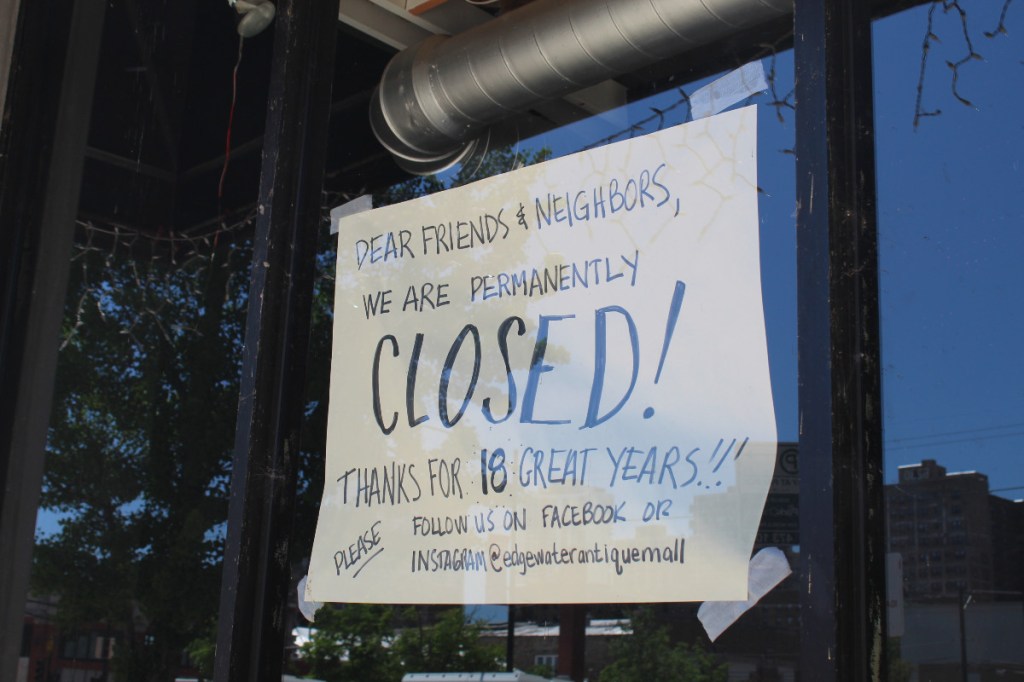 DEAR FRIENDS & NEIGHBORS,
WE ARE PERMANENTLY
CLOSED!
THANKS FOR 18 GREAT YEARS!!!
PLEASE FOLLOW US ON FACEBOOK OR
INSTAGRAM @edgewaterantiquemall